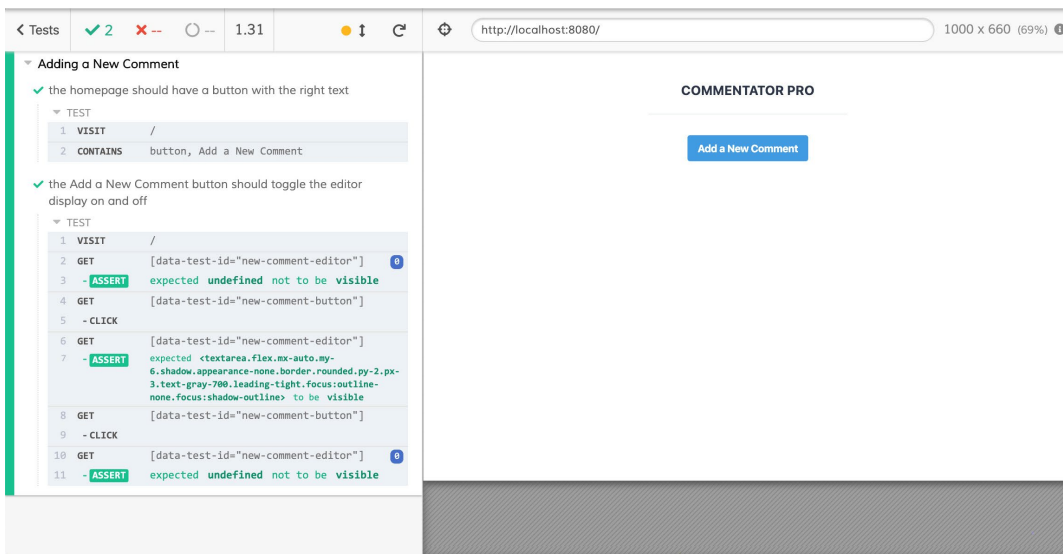 Tests 2 -- -- 1.31
http://localhost:8080/ 1000 x 660 (69%)
Adding a New Comment
the homepage should have a button with the right text
TEST
1 VISIT /
2 CONTAINS button, Add a New Comment
the Add a New Comment button should toggle the editor
display on and off
TEST
1 VISIT /
2 GET [data-test-id="new-comment-editor"] 0
3 - ASSERT expected undefined not to be visible
4 GET [data-test-id="new-comment-button"]
5 - CLICK
6 GET [data-test-id="new-comment-editor"]
7 - ASSERT expected <textarea.flex.mx-auto.my-
6.shadow.appearance-none.border.rounded.py-2.px-
3.text-gray-700.leading-tight.focus:outline-
none.focus:shadow-outline> to be visible
8 GET [data-test-id="new-comment-button"]
9 - CLICK
10 GET [data-test-id="new-comment-editor"] 0
11 - ASSERT expected undefined not to be visible
COMMENTATOR PRO
Add a New Comment